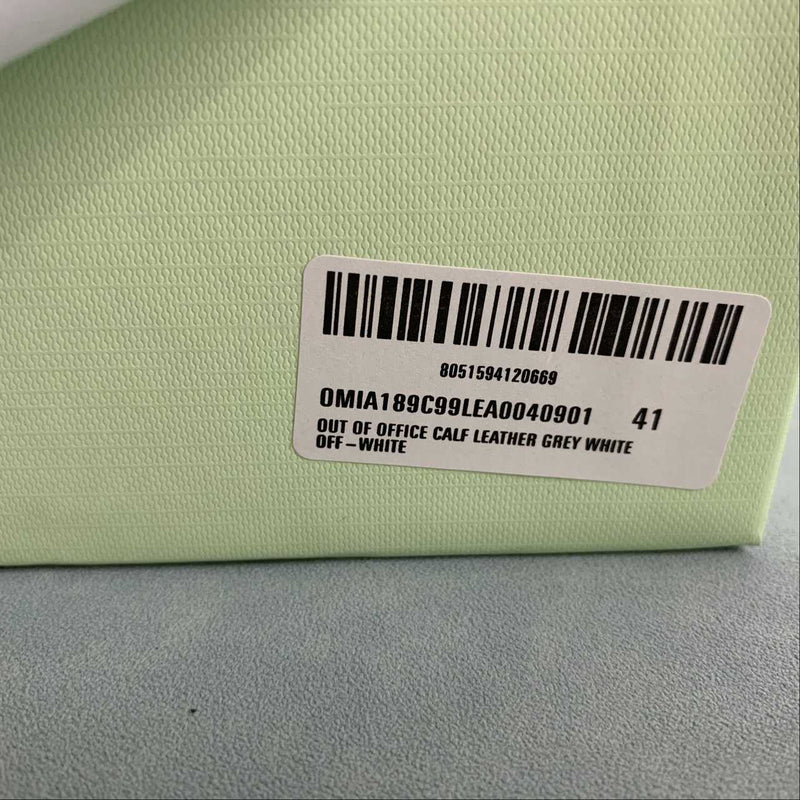 8051594120669
OMIA189C99LEA0040901 41
OUT OF OFFICE CALF LEATHER GREY WHITE
OFF-WHITE